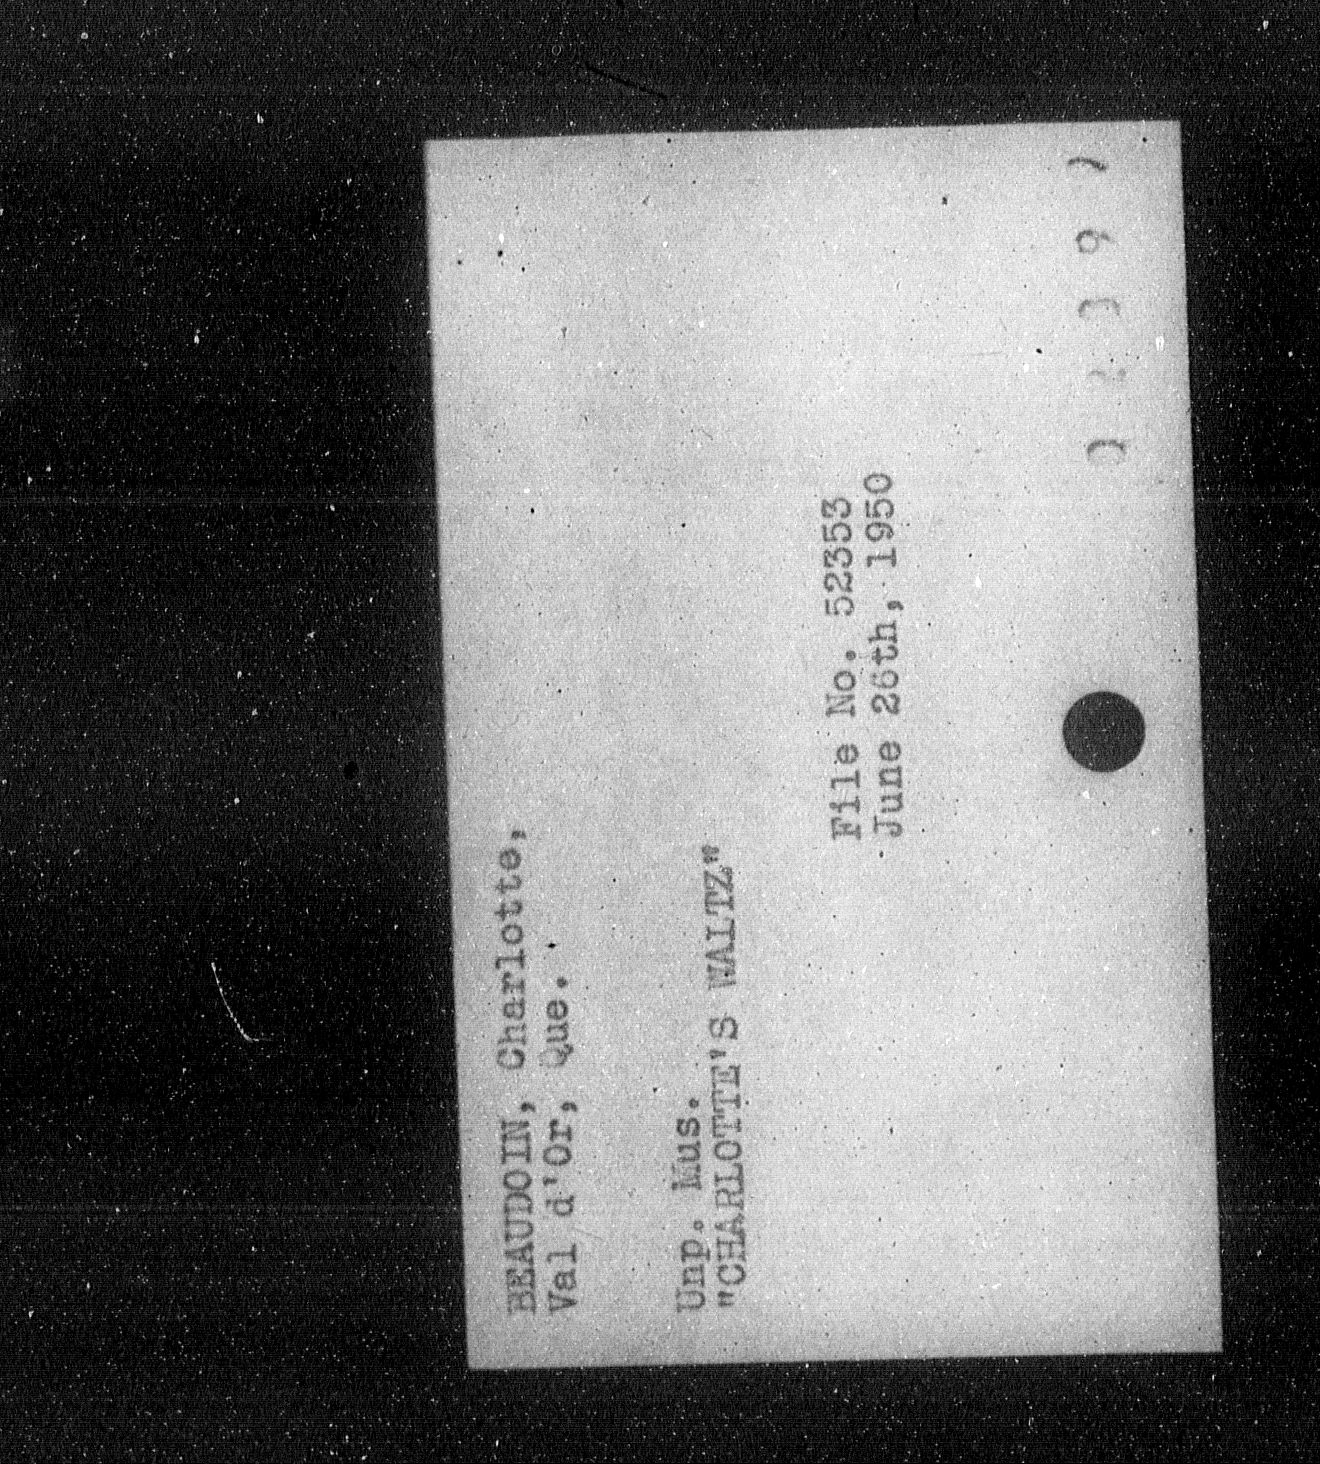 BEAUDOIN, Charlotte,
Val d'Or, Que.
Unp. Mus.
"CHARLOTTE'S WALTZ"
File No. 52353
June 26th, 1950